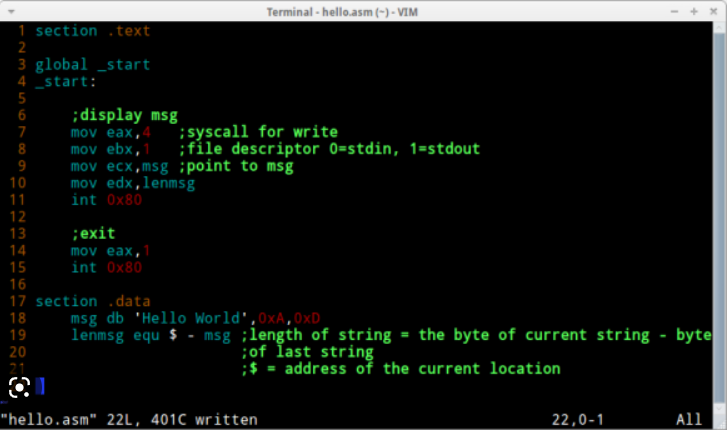 Terminal - hello.asm (~) - VIM
1 section .text
2
3 global _start
4 _start:
5
6     ;display msg
7     mov eax,4   ;syscall for write
8     mov ebx,1   ;file descriptor 0=stdin, 1=stdout
9     mov ecx,msg ;point to msg
10     mov edx,lenmsg
11     int 0x80
12
13     ;exit
14     mov eax,1
15     int 0x80
16
17 section .data
18     msg db 'Hello World',0xA,0xD
19     lenmsg equ $ - msg ;length of string = the byte of current string - byte
20                        ;of last string
21                        ;$ = address of the current location
"hello.asm" 22L, 401C written 22,0-1 All